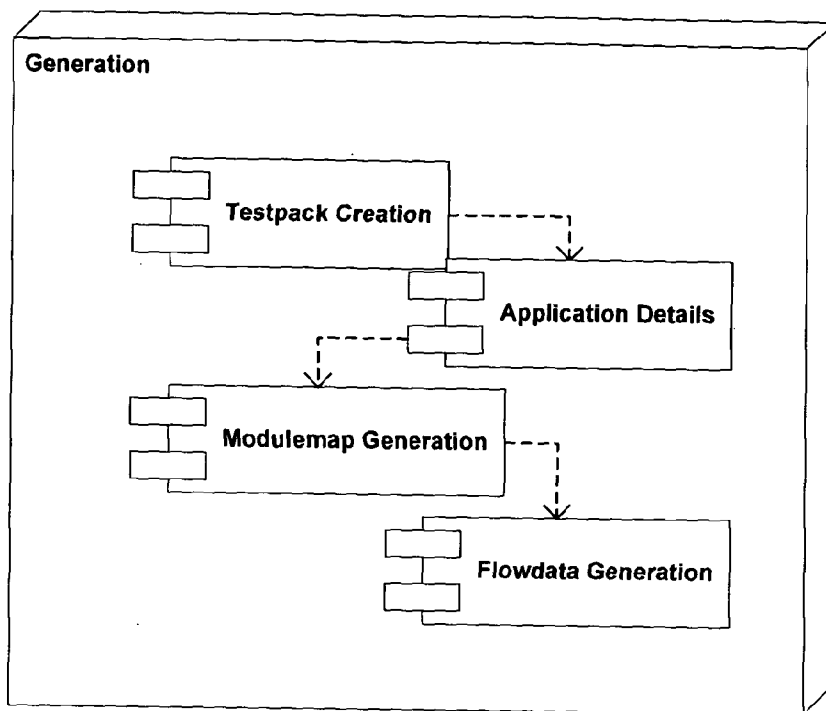 Generation
Testpack Creation
Application Details
Modulemap Generation
Flowdata Generation